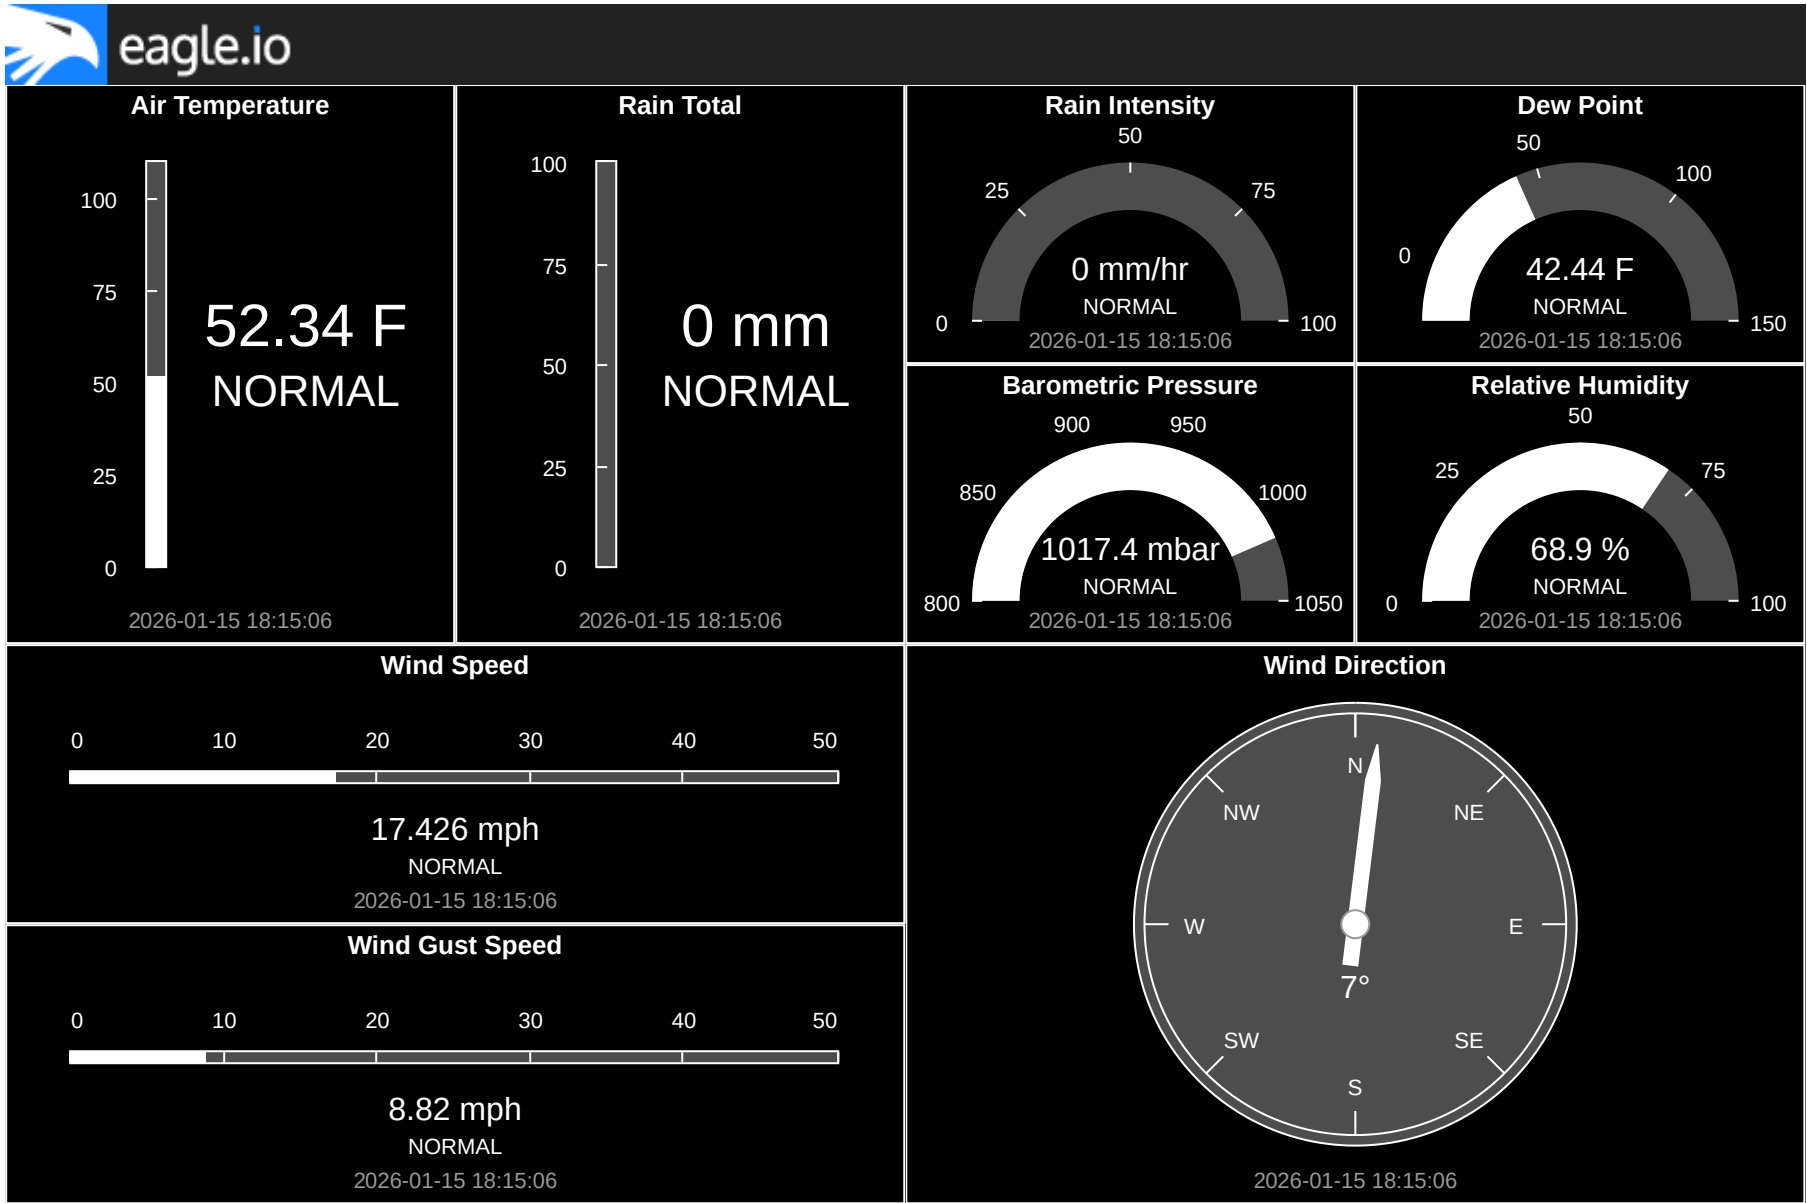 eagle.io
Air Temperature
100
75
50
25
0
52.34 F
NORMAL
2026-01-15 18:15:06
Rain Total
100
75
50
25
0
0 mm
NORMAL
2026-01-15 18:15:06
Rain Intensity
50
25
75
0
100
0 mm/hr
NORMAL
2026-01-15 18:15:06
Dew Point
50
100
0
150
42.44 F
NORMAL
2026-01-15 18:15:06
Barometric Pressure
900 950
850
1000
800
1050
1017.4 mbar
NORMAL
2026-01-15 18:15:06
Relative Humidity
50
25
75
0
100
68.9 %
NORMAL
2026-01-15 18:15:06
Wind Speed
0 10 20 30 40 50
17.426 mph
NORMAL
2026-01-15 18:15:06
Wind Gust Speed
0 10 20 30 40 50
8.82 mph
NORMAL
2026-01-15 18:15:06
Wind Direction
N
NW NE
W E
7°
SW SE
S
2026-01-15 18:15:06